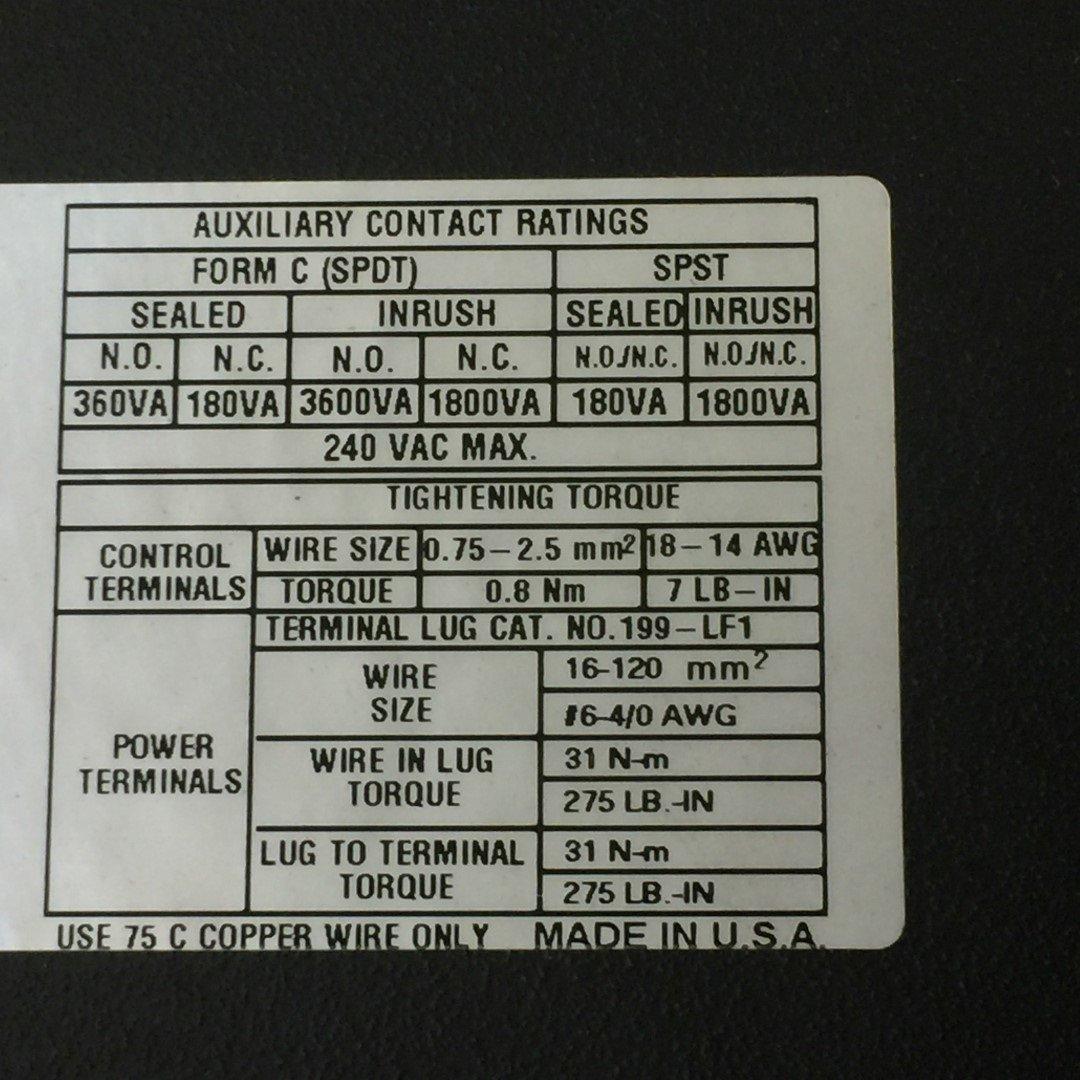 AUXILIARY CONTACT RATINGS
FORM C (SPDT) SPST
SEALED INRUSH SEALED INRUSH
N.O. N.C. N.O. N.C. N.O./N.C. N.O./N.C.
360VA 180VA 3600VA 1800VA 180VA 1800VA
240 VAC MAX.
TIGHTENING TORQUE
CONTROL TERMINALS WIRE SIZE 0.75-2.5 mm² 18-14 AWG
TORQUE 0.8 Nm 7 LB-IN
POWER TERMINALS
TERMINAL LUG CAT. NO. 199-LF1
WIRE SIZE
16-120 mm²
#6-4/0 AWG
WIRE IN LUG TORQUE
31 N-m
275 LB.-IN
LUG TO TERMINAL TORQUE
31 N-m
275 LB.-IN
USE 75 C COPPER WIRE ONLY MADE IN U.S.A.